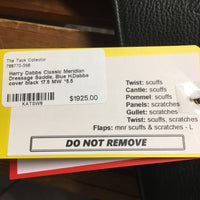 The Tack Collector
788770-398
Harry Dabbs Classic Meridian
Dressage Saddle, Blue H.Dabbs
cover black 17.5 MW *5.5
KATSW8
$1925.00
Twist: scuffs
Cantle: scuffs
Pommel: scuffs
Panels: scratches
Gullet: scratches
Twist: scuffs, scratches
Flaps: mnr scuffs & scratches - L
DO NOT REMOVE